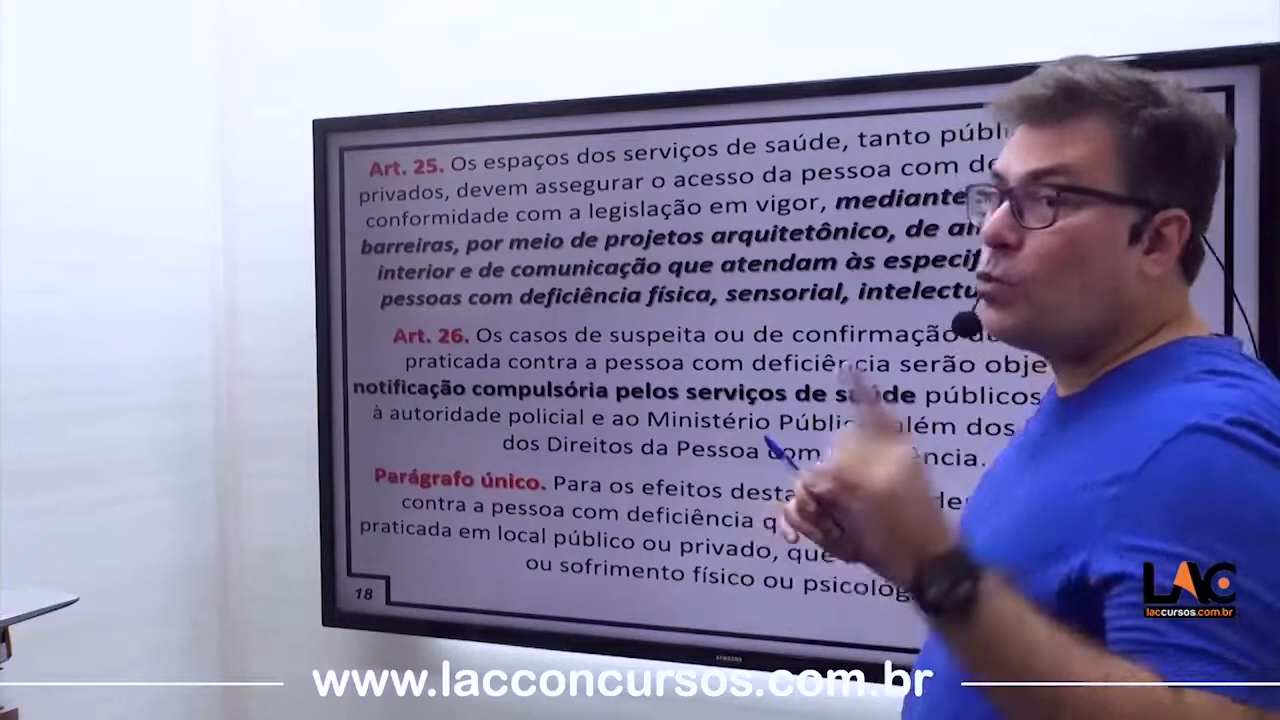 Art. 25. Os espaços dos serviços de saúde, tanto públ
privados, devem assegurar o acesso da pessoa com de
conformidade com a legislação em vigor, mediante
barreiras, por meio de projetos arquitetônico, de
interior e de comunicação que atendam às especif
pessoas com deficiência física, sensorial, intelectu
Art. 26. Os casos de suspeita ou de confirmação
praticada contra a pessoa com deficiência serão obje
notificação compulsória pelos serviços de saúde públicos
à autoridade policial e ao Ministério Públic além dos
dos Direitos da Pessoa com ência.
Parágrafo único. Para os efeitos desta
contra a pessoa com deficiência q
praticada em local público ou privado, que
ou sofrimento físico ou psicológ
18
SAMSUNG
LAC
laccursos.com.br
www.lacconcursos.com.br